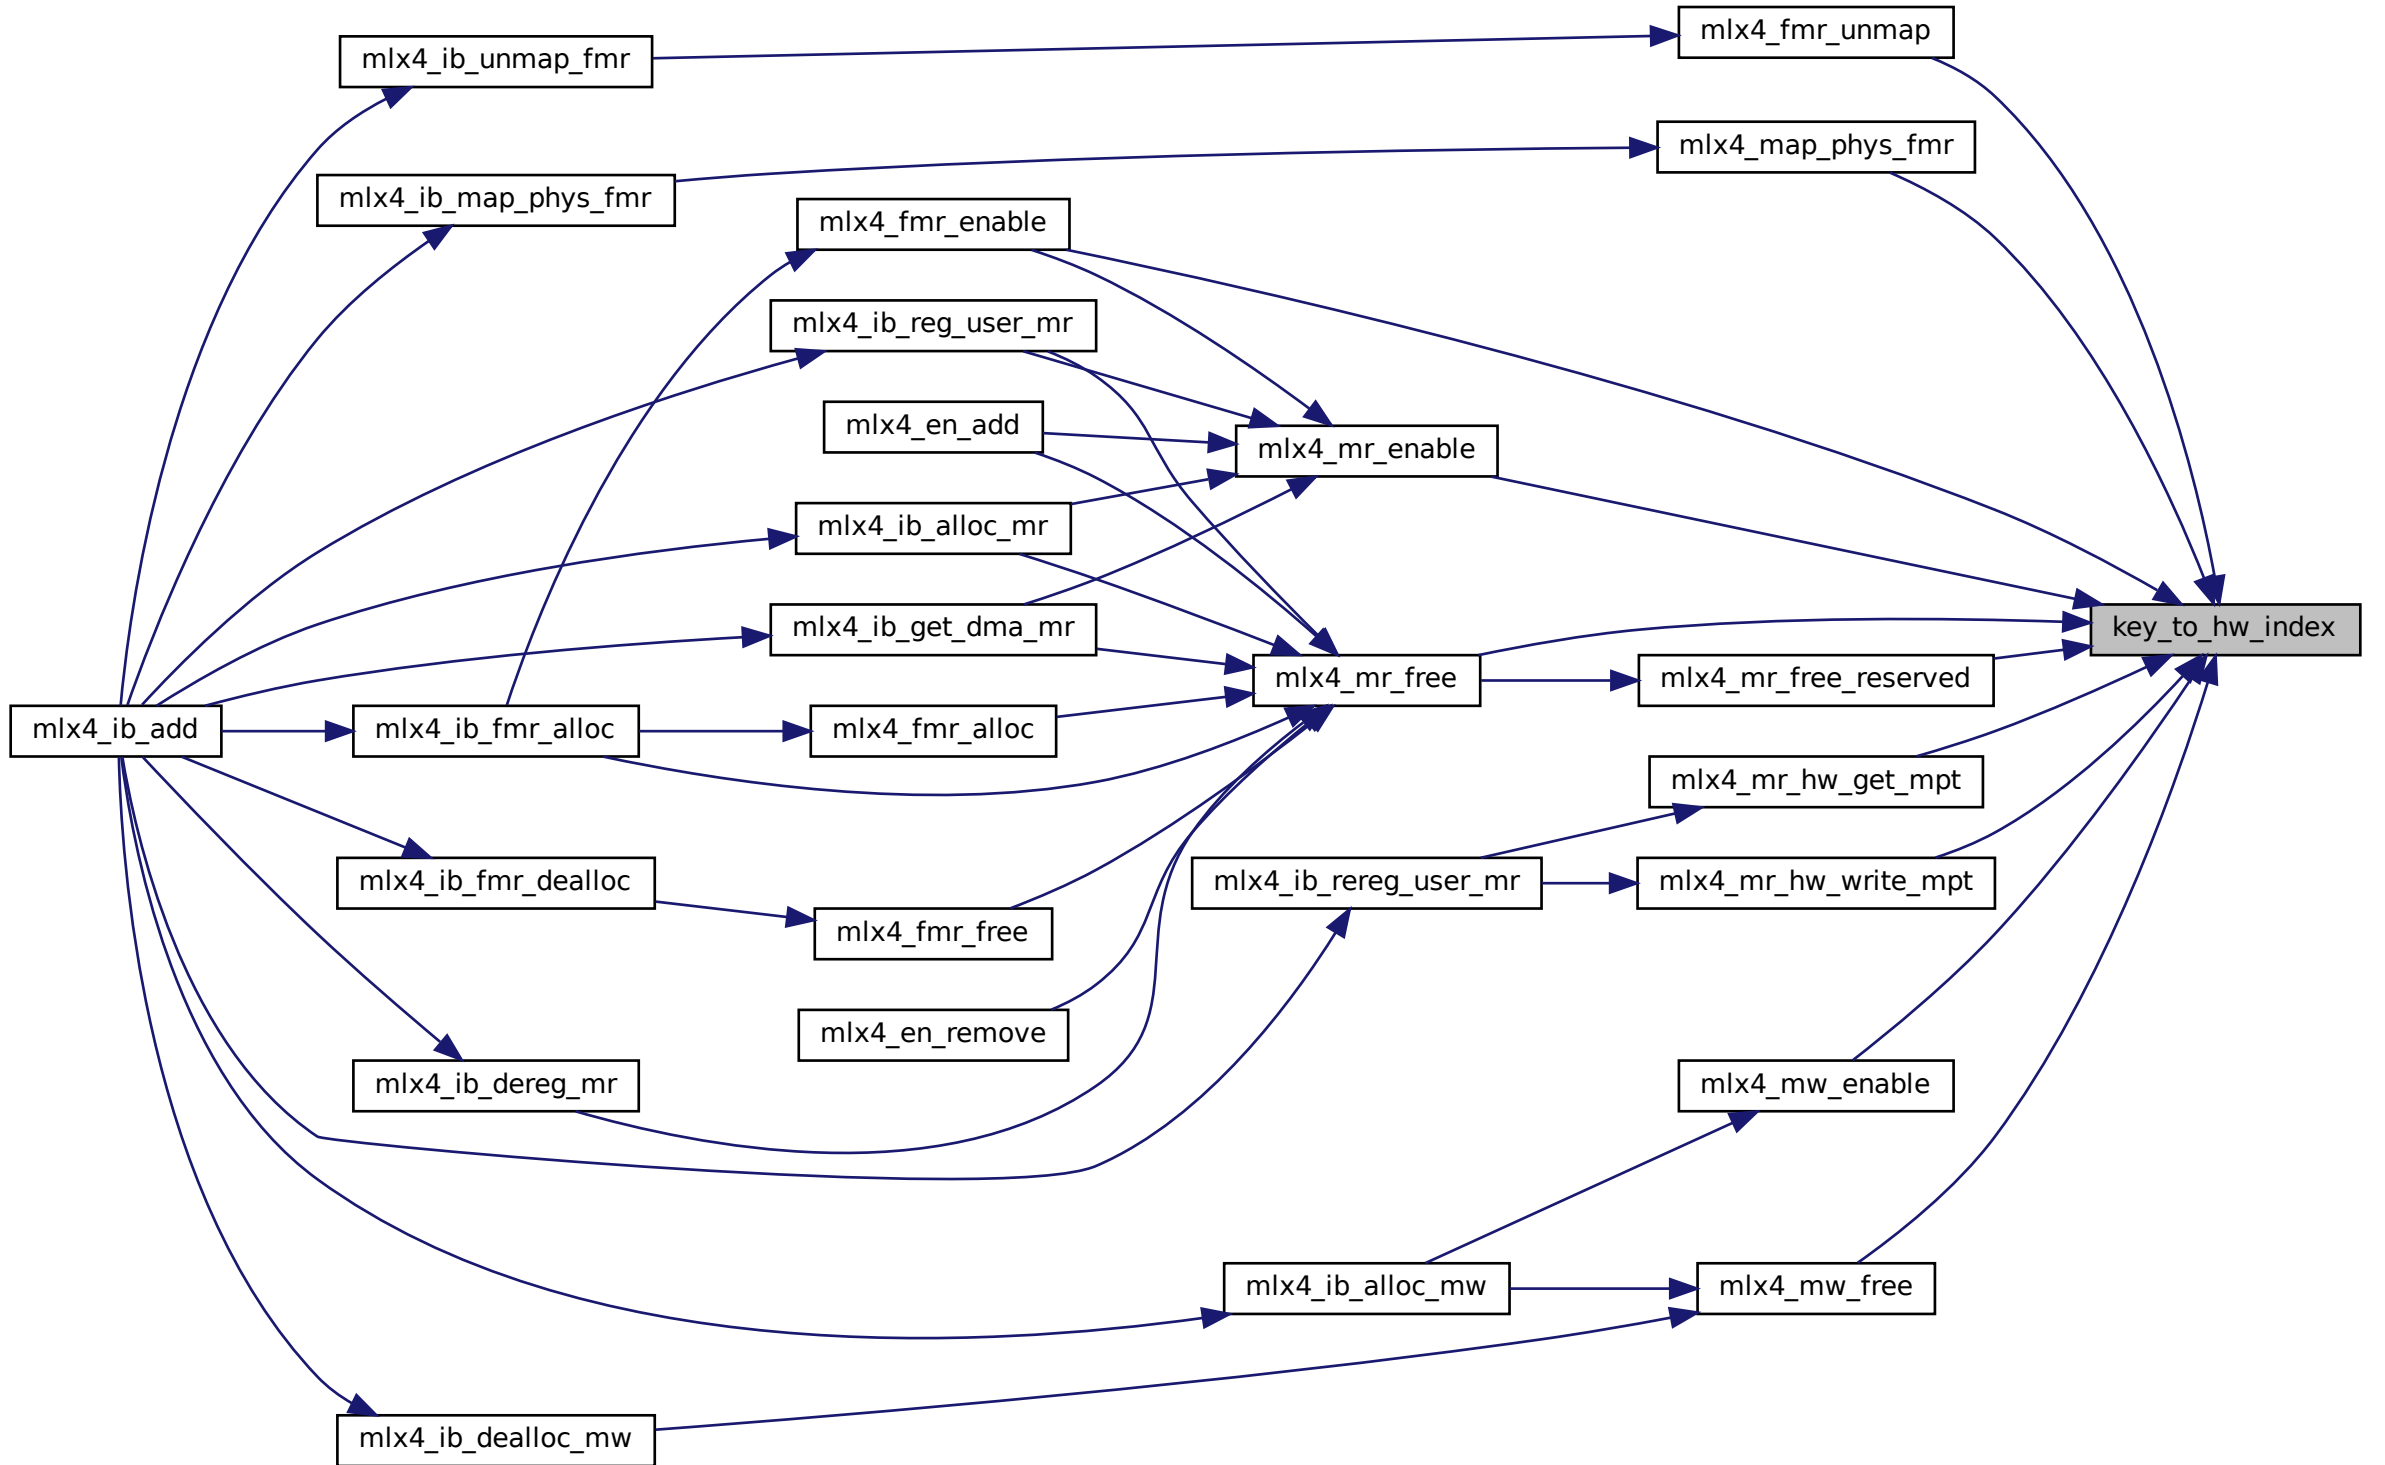 mlx4_fmr_unmap
mlx4_ib_unmap_fmr
mlx4_map_phys_fmr
mlx4_ib_map_phys_fmr
mlx4_fmr_enable
mlx4_ib_reg_user_mr
mlx4_en_add
mlx4_mr_enable
mlx4_ib_alloc_mr
mlx4_ib_get_dma_mr
key_to_hw_index
mlx4_mr_free
mlx4_mr_free_reserved
mlx4_ib_add
mlx4_ib_fmr_alloc
mlx4_fmr_alloc
mlx4_mr_hw_get_mpt
mlx4_ib_fmr_dealloc
mlx4_ib_rereg_user_mr
mlx4_mr_hw_write_mpt
mlx4_fmr_free
mlx4_en_remove
mlx4_ib_dereg_mr
mlx4_mw_enable
mlx4_ib_alloc_mw
mlx4_mw_free
mlx4_ib_dealloc_mw